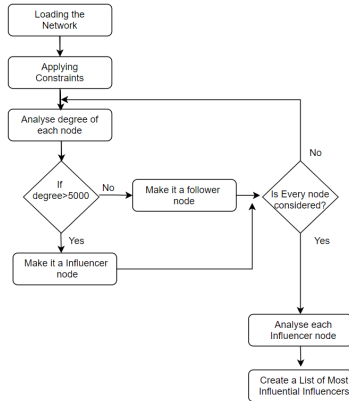 Loading the
Network
Applying
Constraints
Analyse degree of
each node
If
degree>5000
No
Make it a follower
node
Yes
Make it a Influencer
node
No
Is Every node
considered?
Yes
Analyse each
Influencer node
Create a List of Most
Influential Influencers